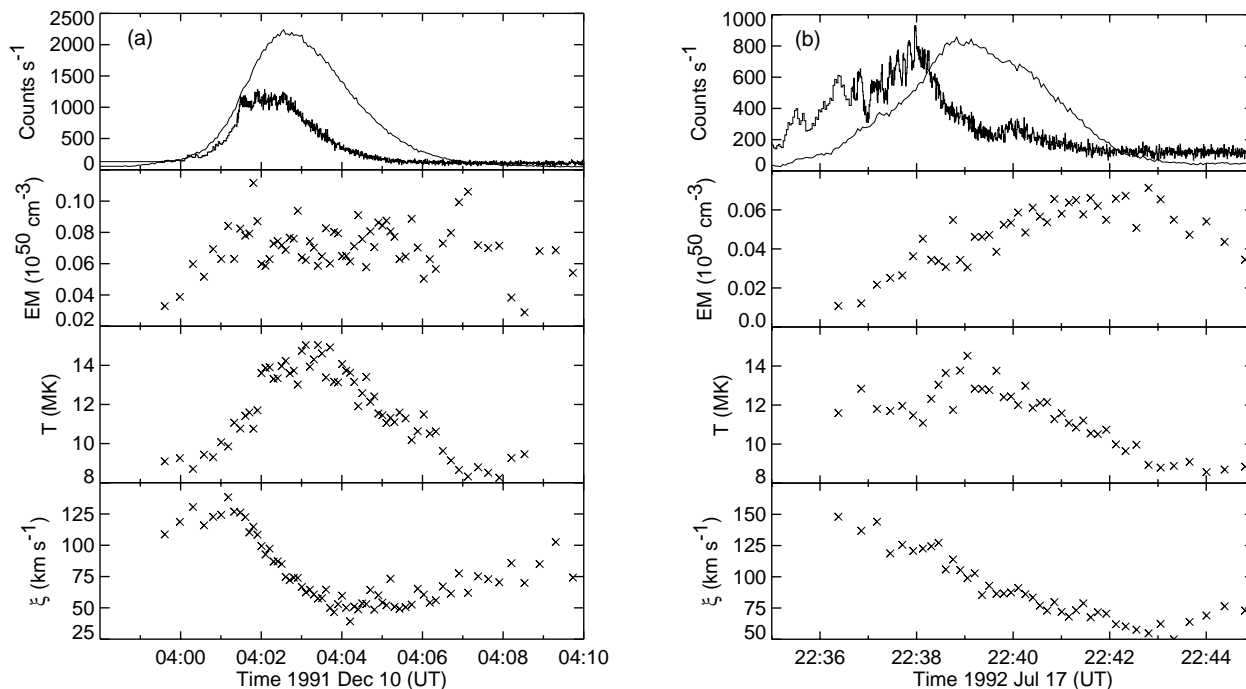 (a)
Counts s⁻¹
2500
2000
1500
1000
500
0
EM (10⁵⁰ cm⁻³)
0.10
0.08
0.06
0.04
0.02
T (MK)
14
12
10
8
ξ (km s⁻¹)
125
100
75
50
25
04:00 04:02 04:04 04:06 04:08 04:10
Time 1991 Dec 10 (UT)
(b)
Counts s⁻¹
1000
800
600
400
200
0
EM (10⁵⁰ cm⁻³)
0.06
0.04
0.02
0.0
T (MK)
14
12
10
8
ξ (km s⁻¹)
150
125
100
75
50
22:36 22:38 22:40 22:42 22:44
Time 1992 Jul 17 (UT)